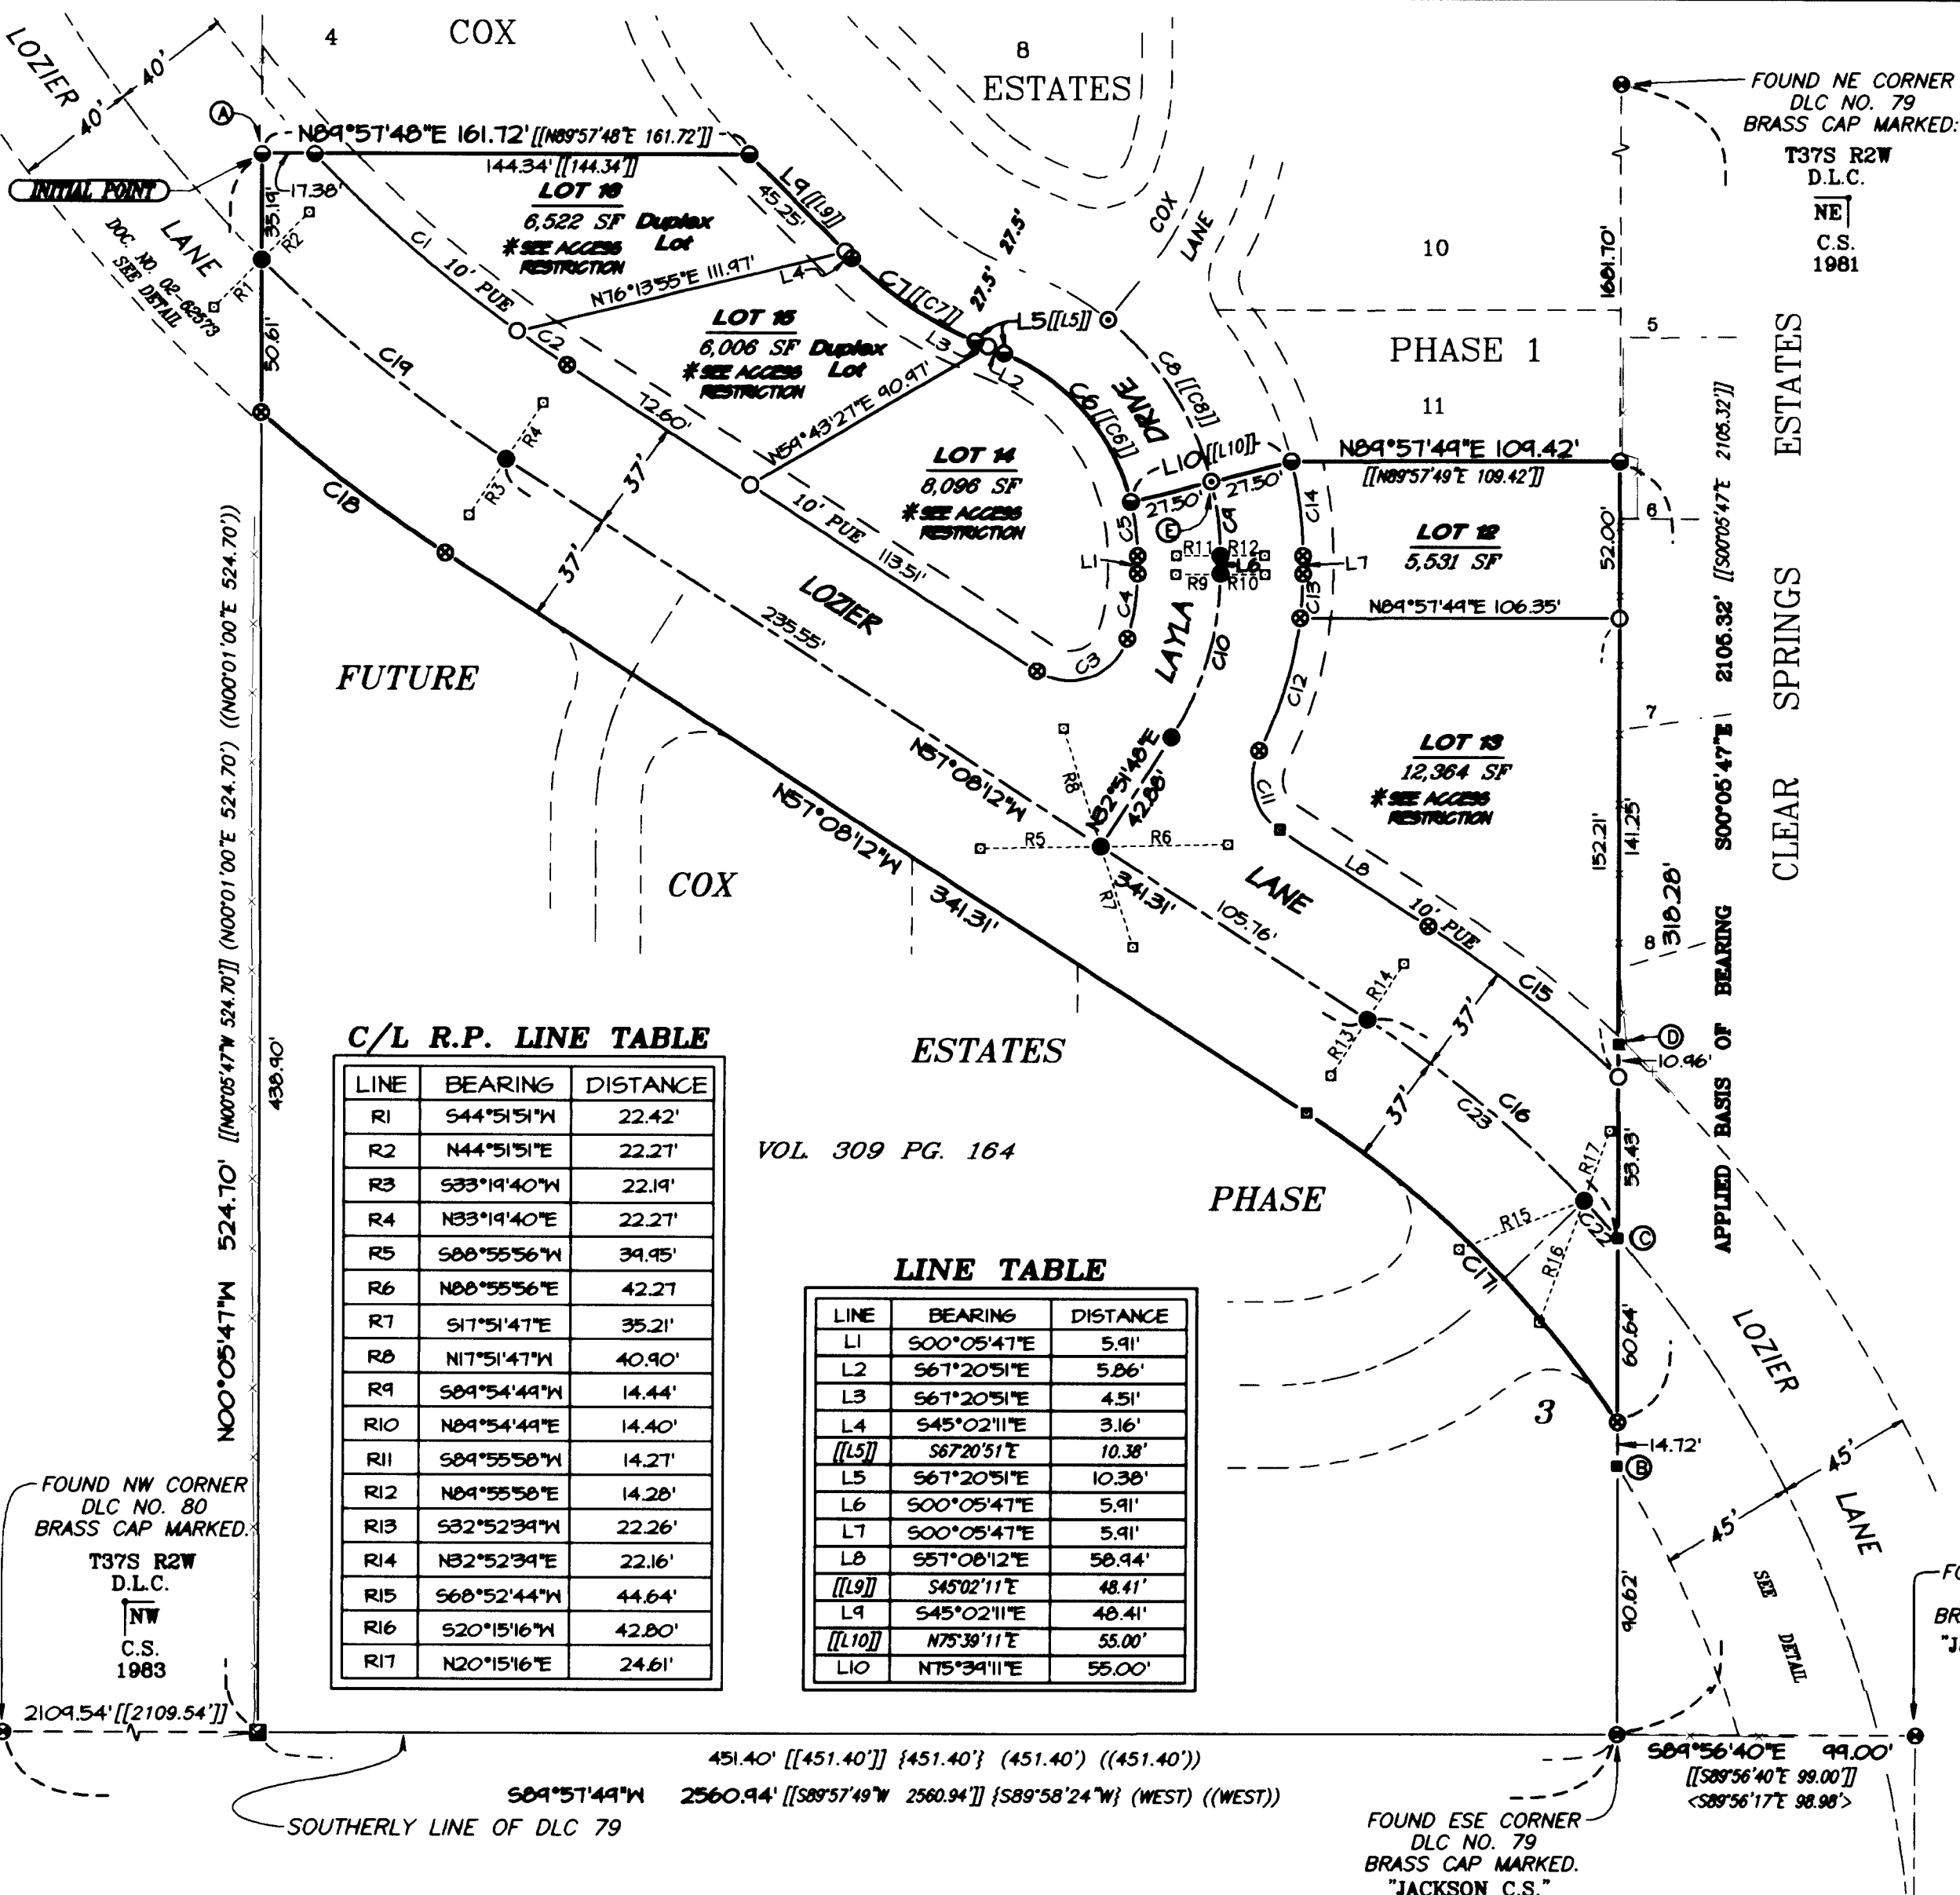 4
COX
8
ESTATES
LOZIER
40'
40'
FOUND NE CORNER
DLC NO. 79
BRASS CAP MARKED:
T37S R2W
D.L.C.
NE
C.S.
1981
A
N89°57'48"E 161.72' [[N89°57'48"E 161.72']]
144.34' [[144.34']]
INITIAL POINT
17.38'
35.19'
R2
R1
LANE
DOC. NO. 02-62573
SEE DETAIL
50.61'
LOT 16
6,522 SF Duplex
Lot
*SEE ACCESS
RESTRICTION
L9[[L9]]
45.25'
C1
10' PUE
N76°13'55"E 111.97'
L4
C7[[C7]]
27.5'
27.5'
COX
LANE
10
1681.70'
5
LOT 15
6,006 SF Duplex
Lot
*SEE ACCESS
RESTRICTION
L3
L5[[L5]]
L2
C2
C19
72.60'
N59°43'27"E 90.97'
C6[[C6]]
DRIVE
C8 [[C8]]
PHASE 1
11
R4
R3
37'
37'
C18
LOT 14
8,096 SF
*SEE ACCESS
RESTRICTION
L10[[L10]]
27.50'
27.50'
N89°57'49"E 109.42'
[[N89°57'49"E 109.42']]
E
C5
C9
C14
6
52.00'
LOT 12
5,531 SF
R11
R12
L1
L6
L7
R9
R10
C4
C13
N89°57'49"E 106.35'
10' PUE
113.51'
LOZIER
235.55'
C3
LAYLA
C10
C12
FUTURE
N57°08'12"W
N57°08'12"W
341.31'
R8
N32°51'48"E
42.88'
R5
R6
R7
341.31'
105.76'
C11
LOT 13
12,364 SF
*SEE ACCESS
RESTRICTION
7
152.21'
141.25'
318.28'
8
APPLIED BASIS OF BEARING S00°05'47"E 2105.32' [[S00°05'47"E 2105.32']]
CLEAR SPRINGS ESTATES
L8
LANE
10' PUE
C15
COX
ESTATES
R14
R13
37'
37'
C16
C23
D
10.96'
R17
53.43'
C
C22
R15
R16
C17
60.64'
N00°05'47"W 524.70' [[N00°05'47"W 524.70']] (N00°01'00"E 524.70') ((N00°01'00"E 524.70'))
438.90'
C/L R.P. LINE TABLE
LINE BEARING DISTANCE
R1 S44°51'51"W 22.42'
R2 N44°51'51"E 22.27'
R3 S33°19'40"W 22.19'
R4 N33°19'40"E 22.27'
R5 S88°55'56"W 39.95'
R6 N88°55'56"E 42.27
R7 S17°51'47"E 35.21'
R8 N17°51'47"W 40.90'
R9 S89°54'49"W 14.44'
R10 N89°54'49"E 14.40'
R11 S89°55'58"W 14.27'
R12 N89°55'58"E 14.28'
R13 S32°52'39"W 22.26'
R14 N32°52'39"E 22.16'
R15 S68°52'44"W 44.64'
R16 S20°15'16"W 42.80'
R17 N20°15'16"E 24.61'
VOL. 309 PG. 164
PHASE
3
LINE TABLE
LINE BEARING DISTANCE
L1 S00°05'47"E 5.91'
L2 S67°20'51"E 5.86'
L3 S67°20'51"E 4.51'
L4 S45°02'11"E 3.16'
[[L5]] S67°20'51"E 10.38'
L5 S67°20'51"E 10.38'
L6 S00°05'47"E 5.91'
L7 S00°05'47"E 5.91'
L8 S57°08'12"E 58.94'
[[L9]] S45°02'11"E 48.41'
L9 S45°02'11"E 48.41'
[[L10]] N75°39'11"E 55.00'
L10 N75°39'11"E 55.00'
LOZIER
LANE
14.72'
B
45'
45'
SEE
DETAIL
90.62'
FOUND NW CORNER
DLC NO. 80
BRASS CAP MARKED.
T37S R2W
D.L.C.
NW
C.S.
1983
2109.54' [[2109.54']]
451.40' [[451.40']] {451.40'} (451.40') ((451.40'))
S89°57'49"W 2560.94' [[S89°57'49"W 2560.94']] {S89°58'24"W} (WEST) ((WEST))
SOUTHERLY LINE OF DLC 79
S89°56'40"E 99.00'
[[S89°56'40"E 99.00']]
<S89°56'17"E 98.98'>
FOUND ESE CORNER
DLC NO. 79
BRASS CAP MARKED.
"JACKSON C.S."
FO
BR
"J